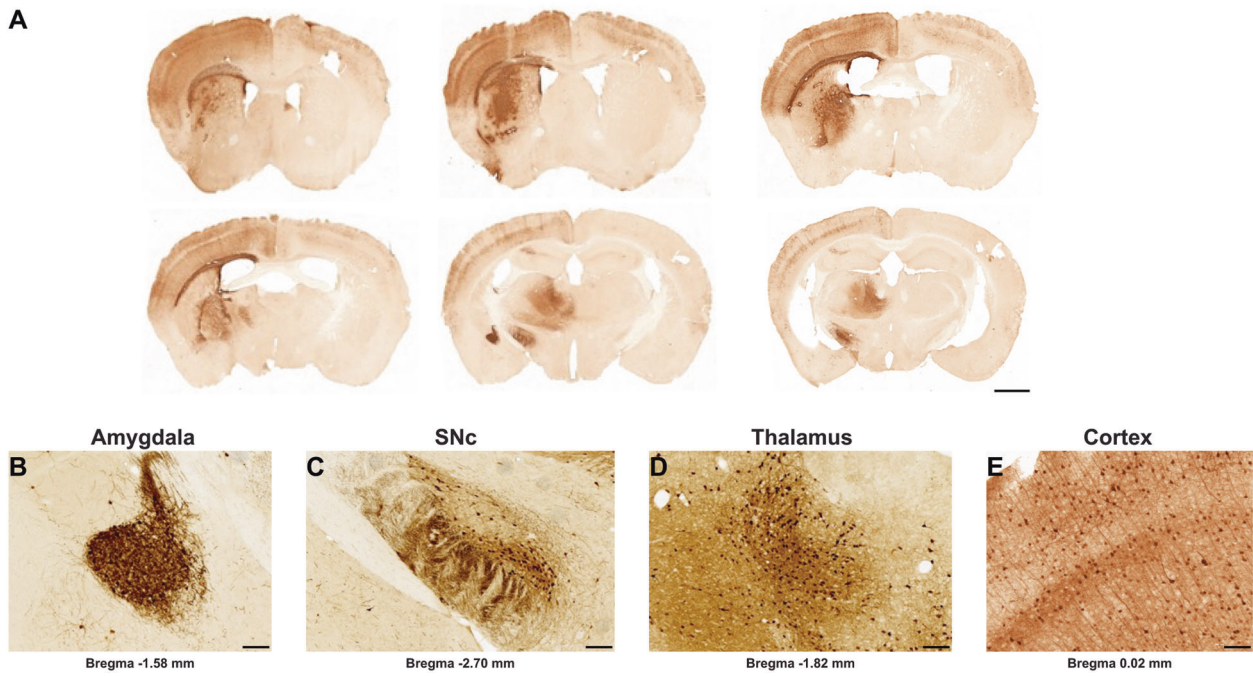 A
Amygdala
SNc
Thalamus
Cortex
B
C
D
E
Bregma -1.58 mm
Bregma -2.70 mm
Bregma -1.82 mm
Bregma 0.02 mm